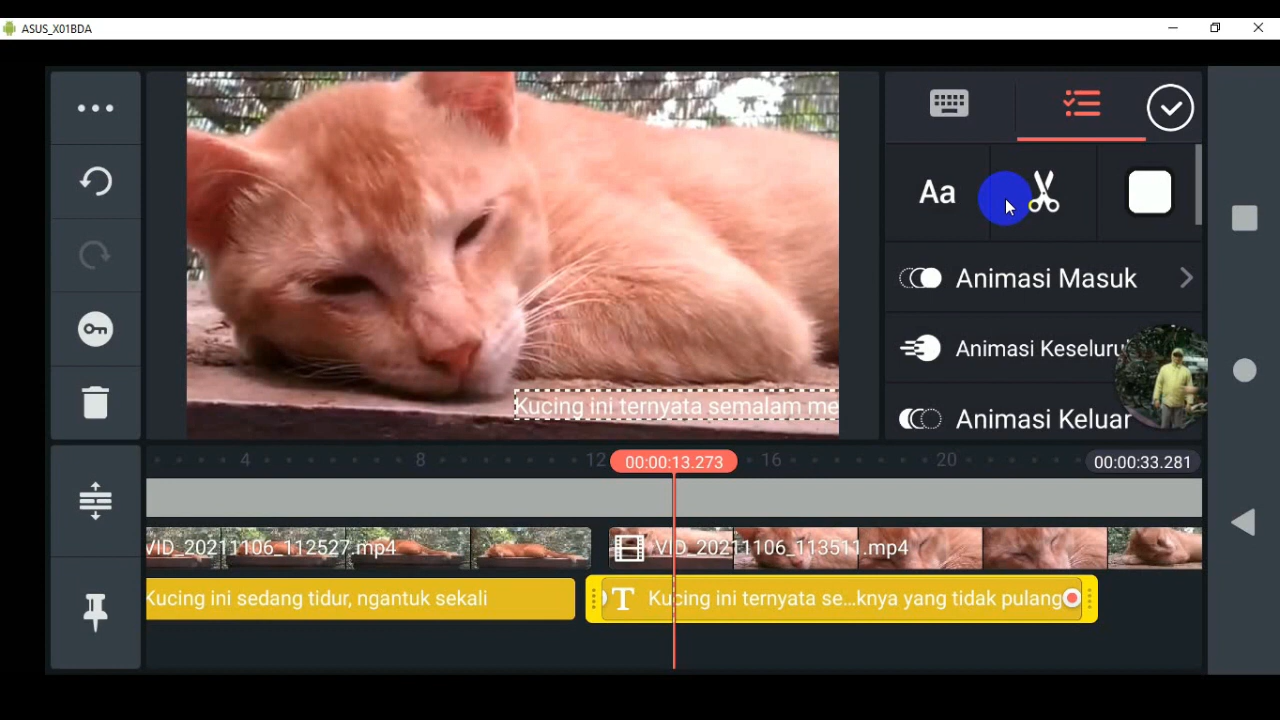 ASUS_X01BDA
Aa
Animasi Masuk
Kucing ini ternyata semalam me
Animasi Keseluru
Animasi Keluar
4
8
12
00:00:13.273
16
20
00:00:33.281
VID_20211106_112527.mp4
VID_20211106_113511.mp4
Kucing ini sedang tidur, ngantuk sekali
T
Kucing ini ternyata se...knya yang tidak pulang